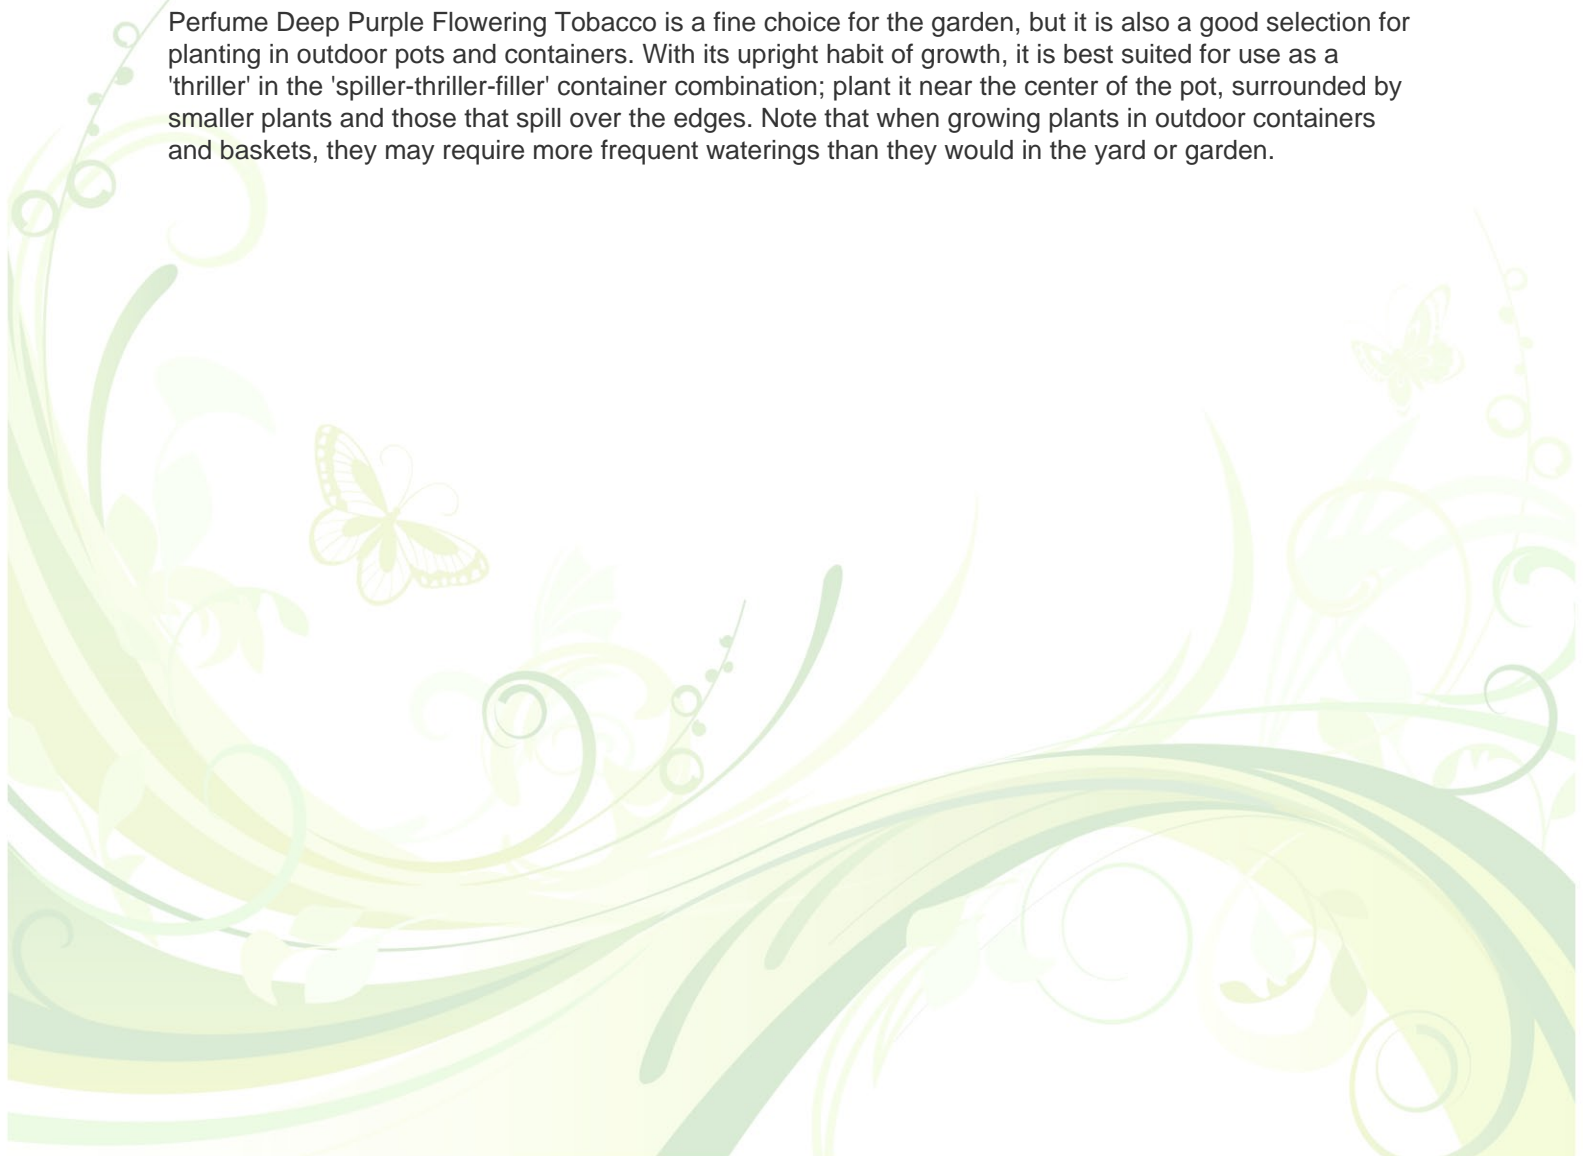 Perfume Deep Purple Flowering Tobacco is a fine choice for the garden, but it is also a good selection for
planting in outdoor pots and containers. With its upright habit of growth, it is best suited for use as a
'thriller' in the 'spiller-thriller-filler' container combination; plant it near the center of the pot, surrounded by
smaller plants and those that spill over the edges. Note that when growing plants in outdoor containers
and baskets, they may require more frequent waterings than they would in the yard or garden.